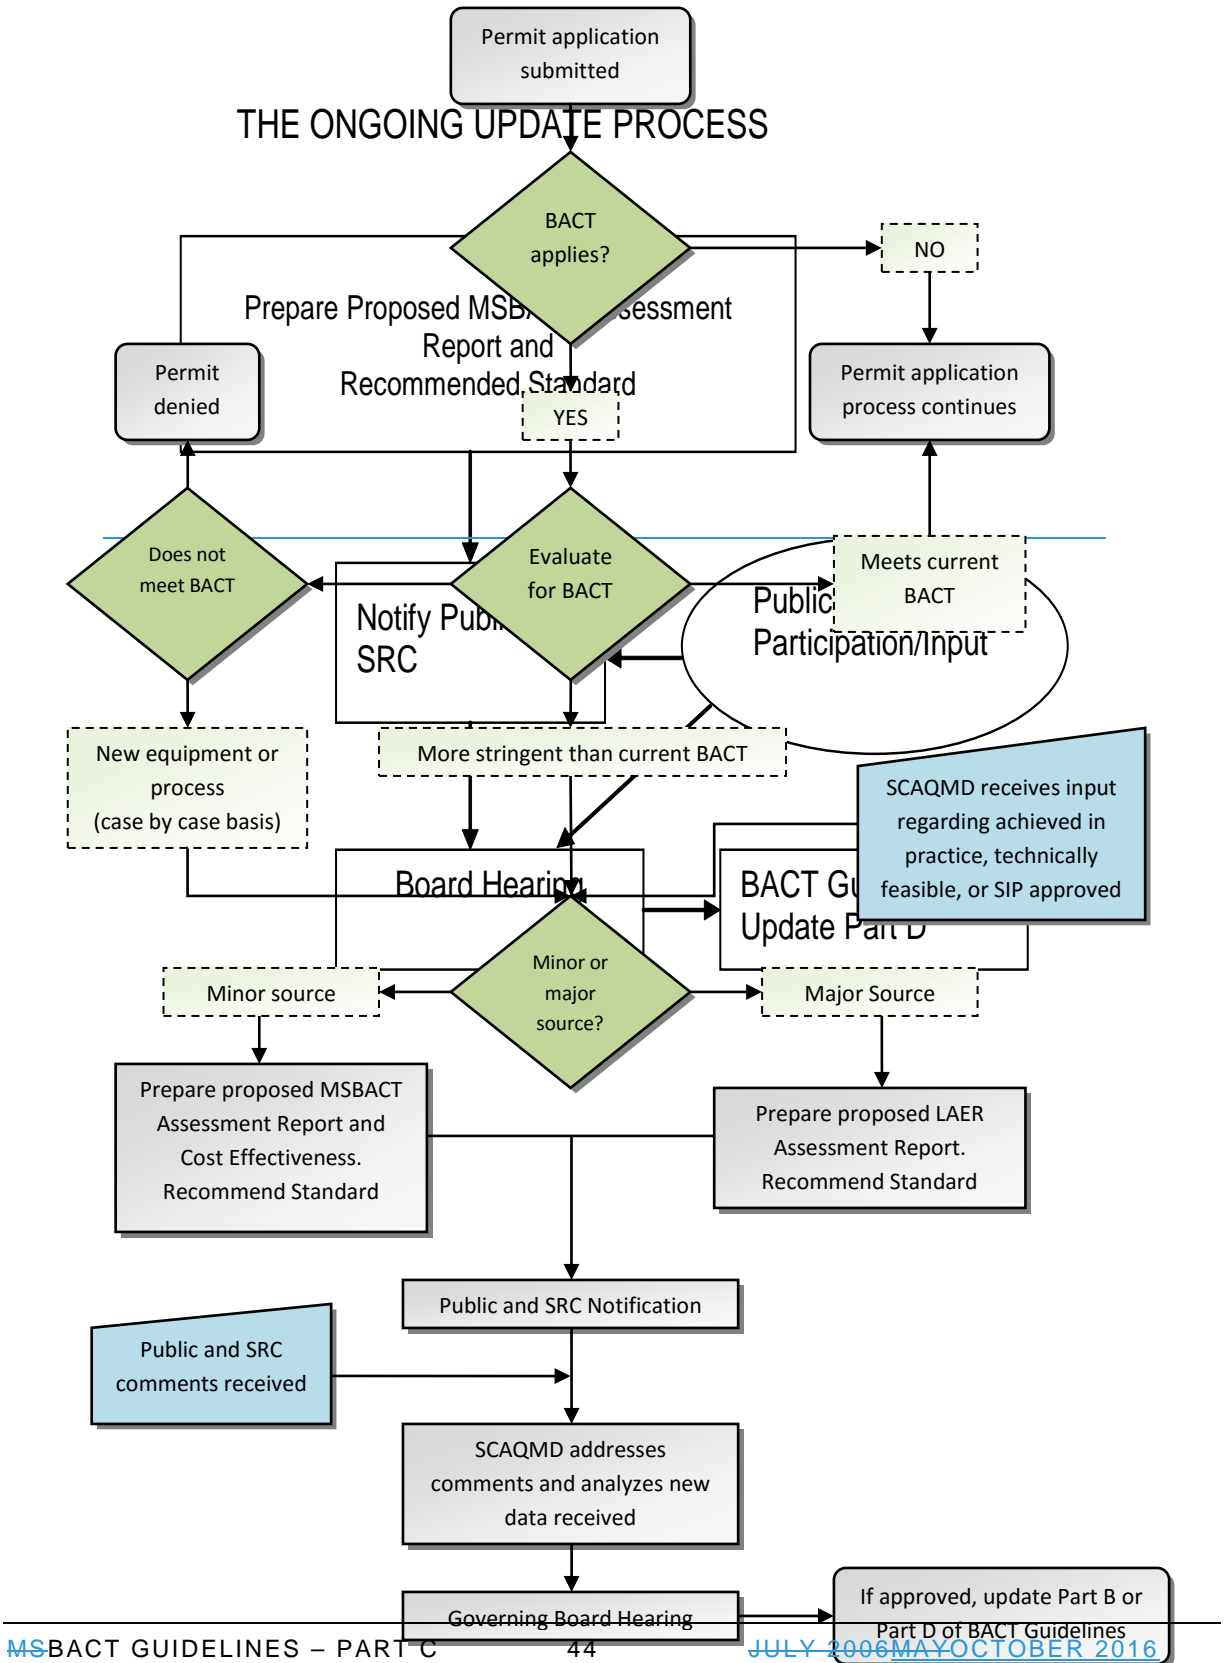 Permit application
submitted
THE ONGOING UPDATE PROCESS
BACT
applies?
NO
Prepare Proposed
Report and
Recommended Standard
Permit
denied
Permit application
process continues
YES
Does not
meet BACT
Evaluate
for BACT
Meets current
BACT
Notify
SRC
Public
Participation/Input
New equipment or
process
(case by case basis)
More stringent than current BACT
SCAQMD receives input
regarding achieved in
practice, technically
feasible, or SIP approved
Board Hearing
BACT
Update Part D
Minor or
major
source?
Minor source
Major Source
Prepare proposed MSBACT
Assessment Report and
Cost Effectiveness.
Recommend Standard
Prepare proposed LAER
Assessment Report.
Recommend Standard
Public and SRC Notification
Public and SRC
comments received
SCAQMD addresses
comments and analyzes new
data received
Governing Board Hearing
If approved, update Part B or
Part D of BACT Guidelines
MSBACT GUIDELINES – PART C 44 JULY 2006MAYOCTOBER 2016